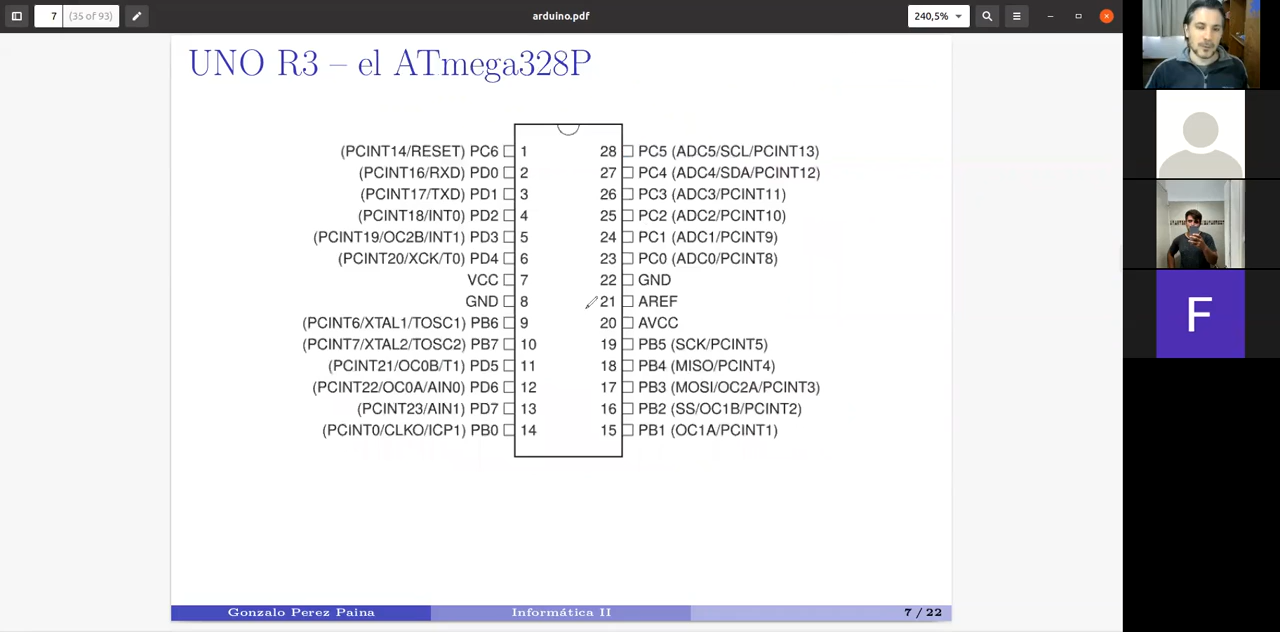 7 (35 of 93) arduino.pdf 240,5%
UNO R3 – el ATmega328P
(PCINT14/RESET) PC6 1 28 PC5 (ADC5/SCL/PCINT13)
(PCINT16/RXD) PD0 2 27 PC4 (ADC4/SDA/PCINT12)
(PCINT17/TXD) PD1 3 26 PC3 (ADC3/PCINT11)
(PCINT18/INT0) PD2 4 25 PC2 (ADC2/PCINT10)
(PCINT19/OC2B/INT1) PD3 5 24 PC1 (ADC1/PCINT9)
(PCINT20/XCK/T0) PD4 6 23 PC0 (ADC0/PCINT8)
VCC 7 22 GND
GND 8 21 AREF
(PCINT6/XTAL1/TOSC1) PB6 9 20 AVCC
(PCINT7/XTAL2/TOSC2) PB7 10 19 PB5 (SCK/PCINT5)
(PCINT21/OC0B/T1) PD5 11 18 PB4 (MISO/PCINT4)
(PCINT22/OC0A/AIN0) PD6 12 17 PB3 (MOSI/OC2A/PCINT3)
(PCINT23/AIN1) PD7 13 16 PB2 (SS/OC1B/PCINT2)
(PCINT0/CLKO/ICP1) PB0 14 15 PB1 (OC1A/PCINT1)
Gonzalo Perez Paina Informática II 7 / 22
F